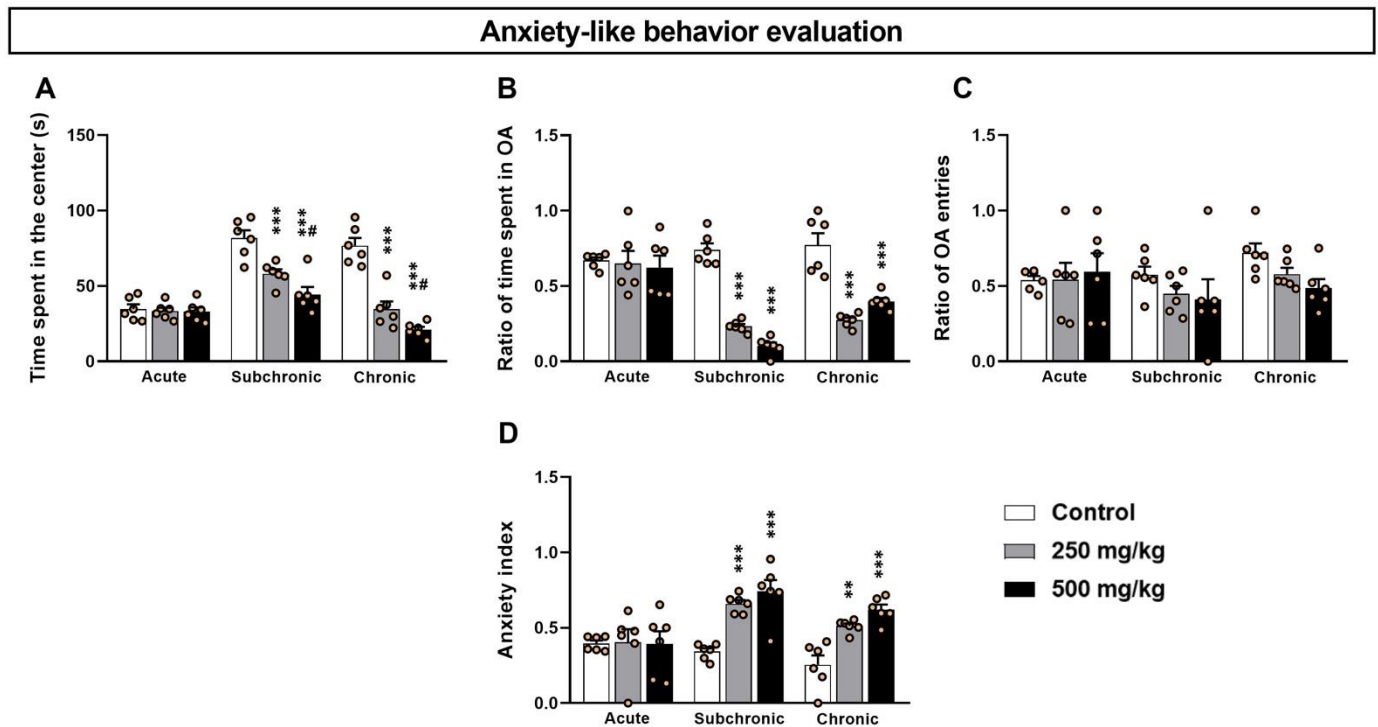 Anxiety-like behavior evaluation
A
Time spent in the center (s)
150
100
50
0
***
***
#
***
***
#
Acute Subchronic Chronic
B
Ratio of time spent in OA
1.5
1.0
0.5
0.0
***
***
***
***
Acute Subchronic Chronic
C
Ratio of OA entries
1.5
1.0
0.5
0.0
Acute Subchronic Chronic
D
Anxiety index
1.5
1.0
0.5
0.0
***
***
**
***
Acute Subchronic Chronic
Control
250 mg/kg
500 mg/kg